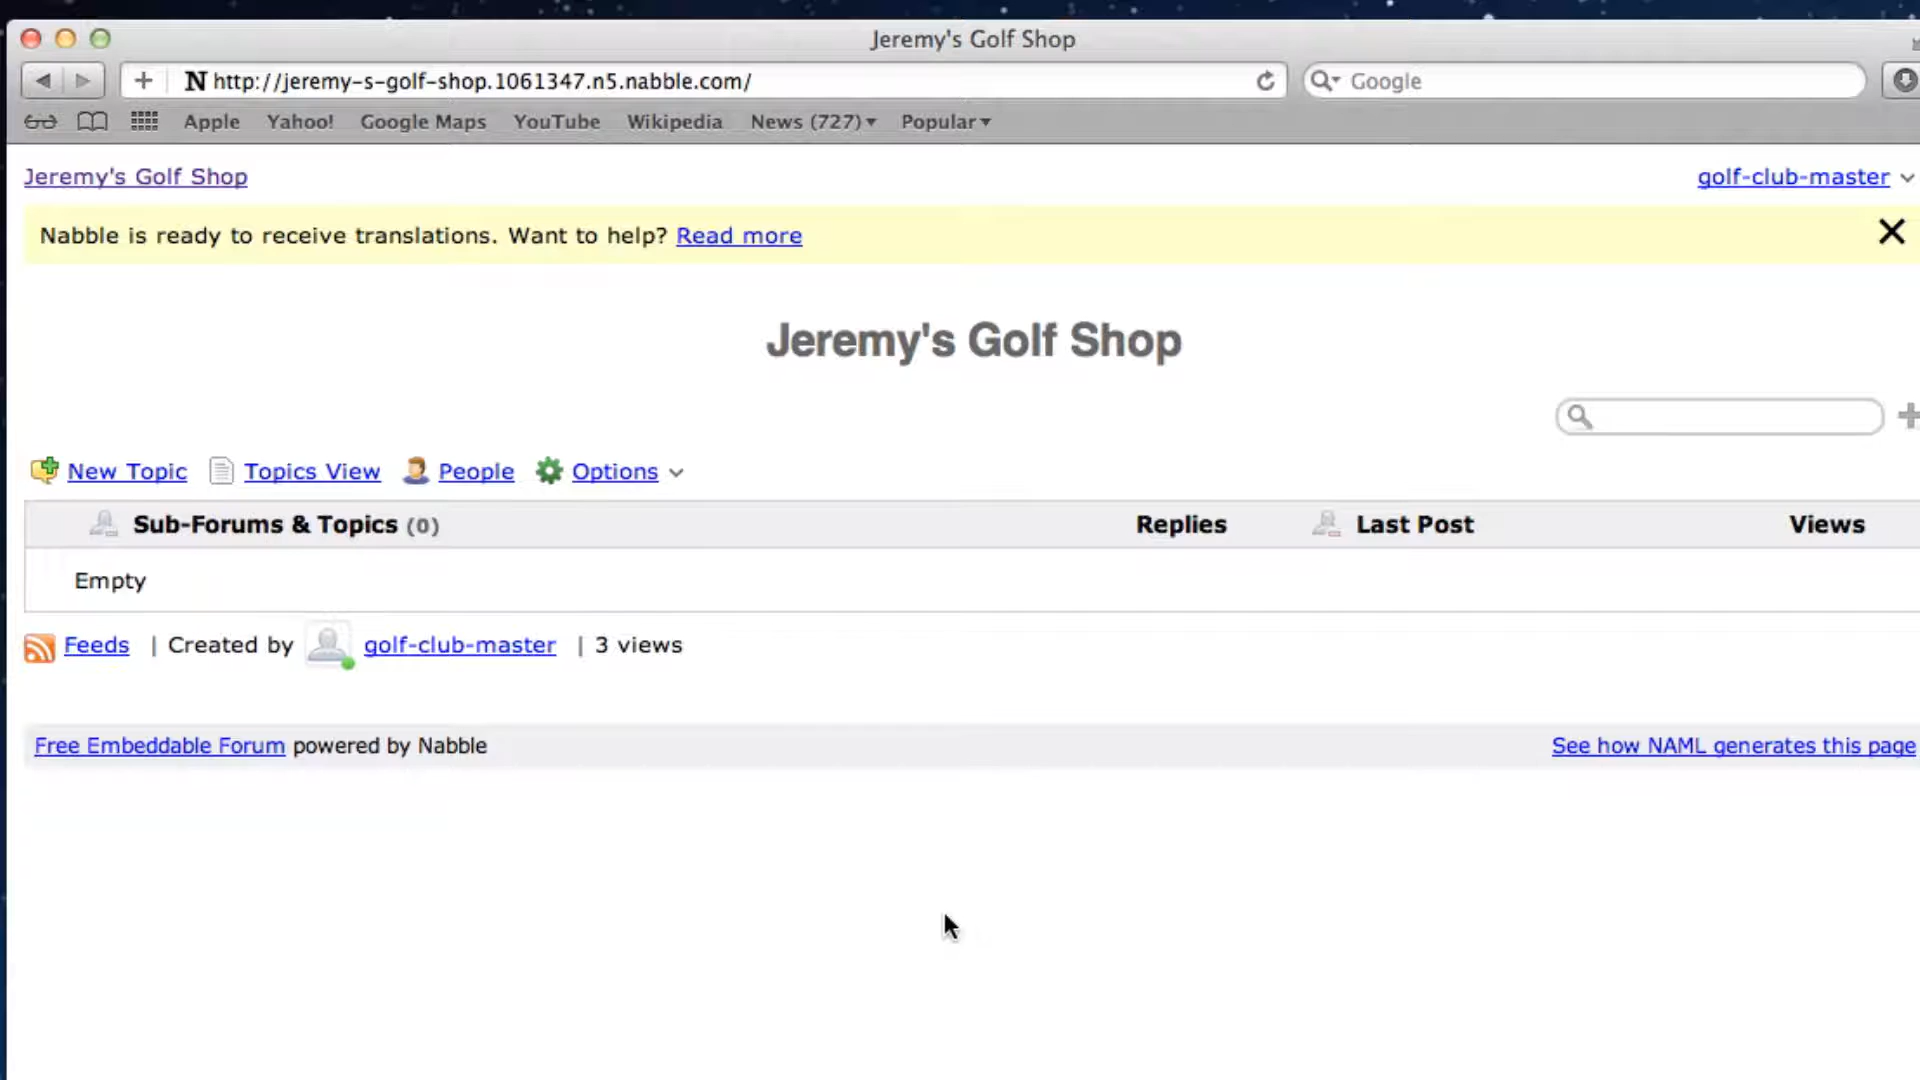 Jeremy's Golf Shop
N http://jeremy-s-golf-shop.1061347.n5.nabble.com/ Google
Apple Yahoo! Google Maps YouTube Wikipedia News (727) Popular
Jeremy's Golf Shop golf-club-master
Nabble is ready to receive translations. Want to help? Read more
Jeremy's Golf Shop
New Topic Topics View People Options
Sub-Forums & Topics (0) Replies Last Post Views
Empty
Feeds | Created by golf-club-master | 3 views
Free Embeddable Forum powered by Nabble See how NAML generates this page